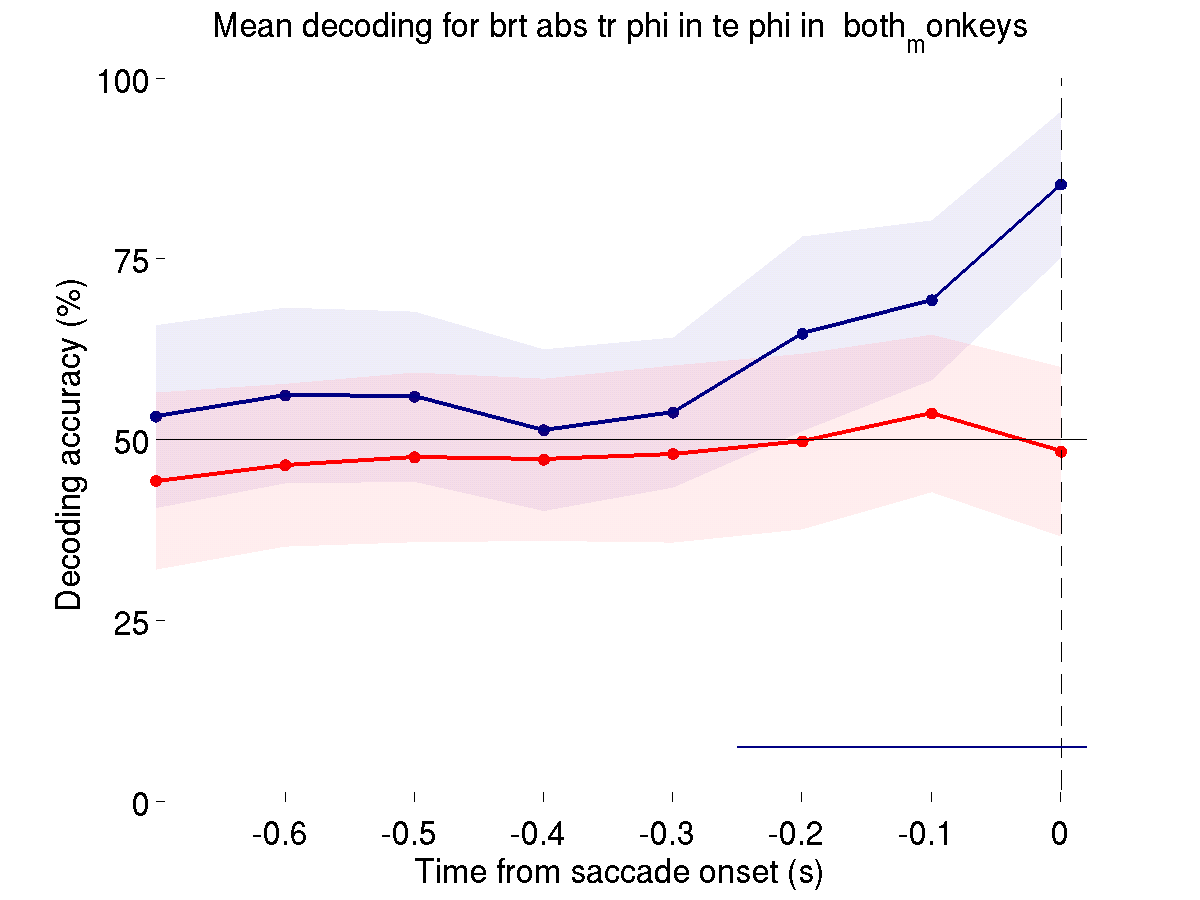 Mean decoding for brt abs tr phi in te phi in both_monkeys
100
75
50
25
0
Decoding accuracy (%)
-0.6 -0.5 -0.4 -0.3 -0.2 -0.1 0
Time from saccade onset (s)